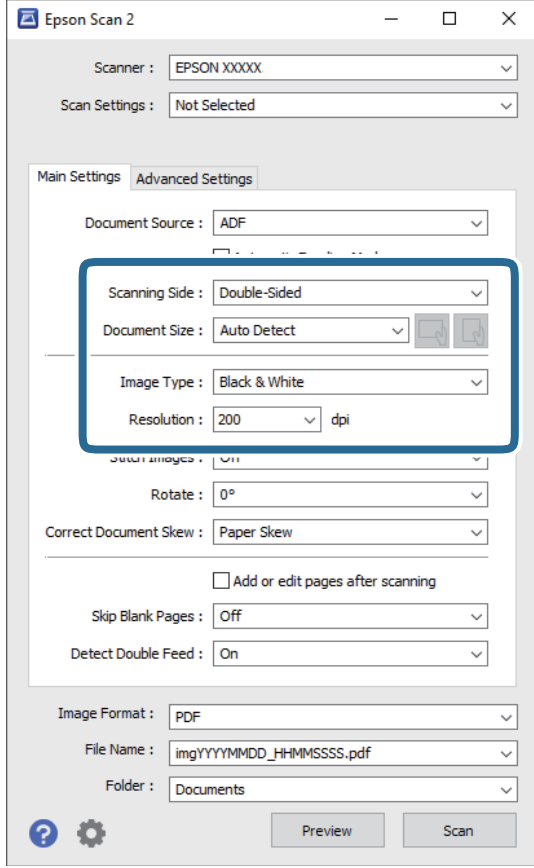 Epson Scan 2
Scanner : EPSON XXXXX
Scan Settings : Not Selected
Main Settings Advanced Settings
Document Source : ADF
Scanning Side : Double-Sided
Document Size : Auto Detect
Image Type : Black & White
Resolution : 200 dpi
Stitch Images : Off
Rotate : 0°
Correct Document Skew : Paper Skew
Add or edit pages after scanning
Skip Blank Pages : Off
Detect Double Feed : On
Image Format : PDF
File Name : imgYYYYMMDD_HHMMSSSS.pdf
Folder : Documents
? Preview Scan